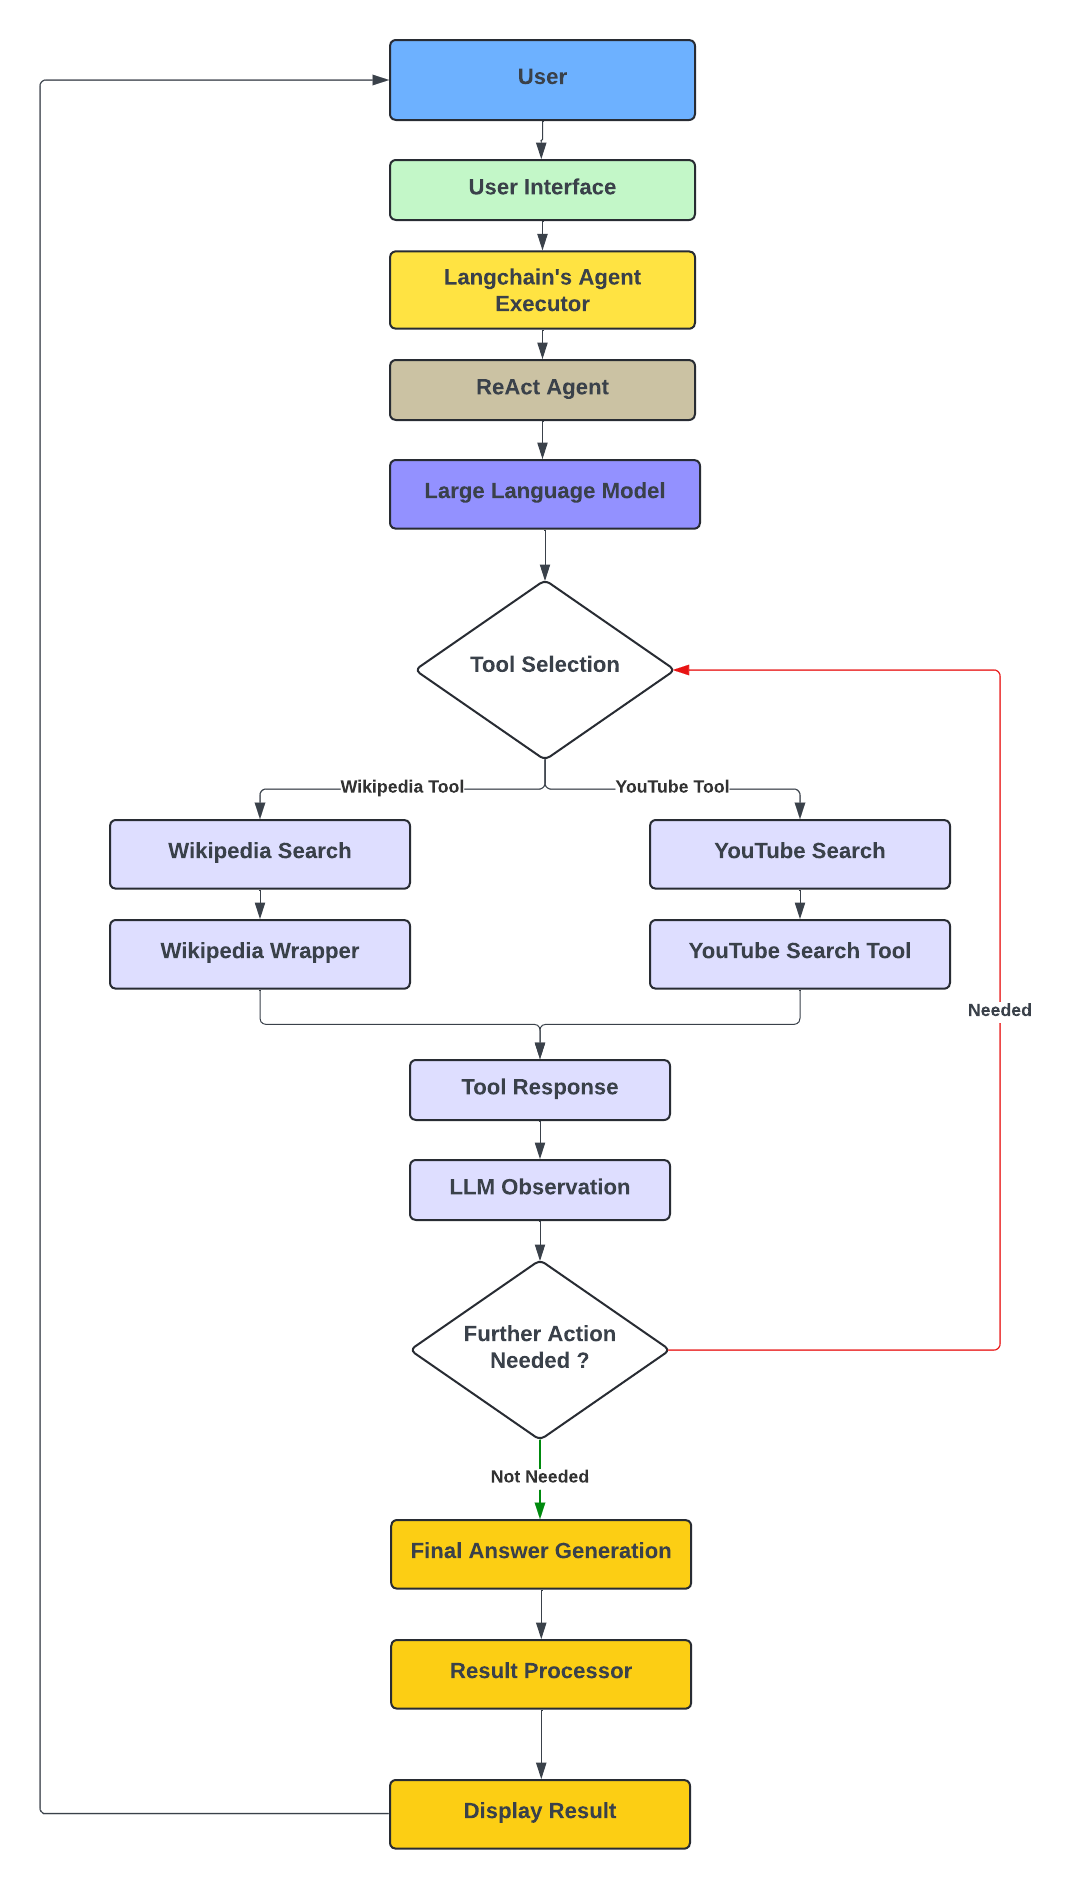 User
User Interface
Langchain's Agent
Executor
ReAct Agent
Large Language Model
Tool Selection
Wikipedia Tool
YouTube Tool
Wikipedia Search
YouTube Search
Wikipedia Wrapper
YouTube Search Tool
Needed
Tool Response
LLM Observation
Further Action
Needed ?
Not Needed
Final Answer Generation
Result Processor
Display Result